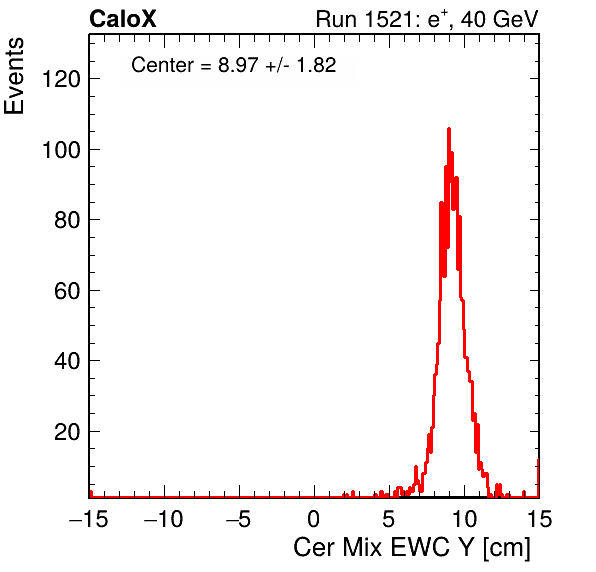 CaloX Run 1521: e⁺, 40 GeV
Center = 8.97 +/- 1.82
Events
120
100
80
60
40
20
−15 −10 −5 0 5 10 15
Cer Mix EWC Y [cm]